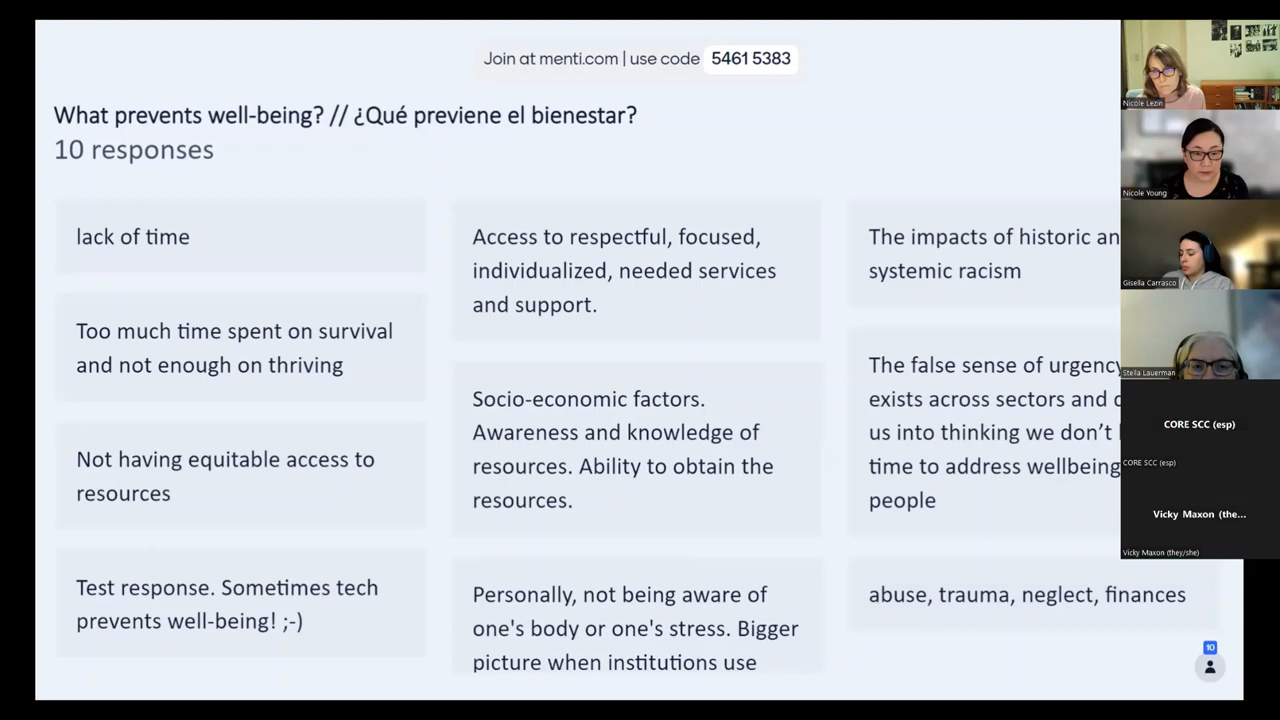 Join at menti.com | use code 5461 5383
What prevents well-being? // ¿Qué previene el bienestar?
10 responses
lack of time
Too much time spent on survival
and not enough on thriving
Not having equitable access to
resources
Test response. Sometimes tech
prevents well-being! ;-)
Access to respectful, focused,
individualized, needed services
and support.
Socio-economic factors.
Awareness and knowledge of
resources. Ability to obtain the
resources.
Personally, not being aware of
one's body or one's stress. Bigger
picture when institutions use
The impacts of historic an
systemic racism
The false sense of urgency
exists across sectors and
us into thinking we don't
time to address wellbeing
people
abuse, trauma, neglect, finances
10
Nicole Lezin
Nicole Young
Gisella Carrasco
Stella Lauerman
CORE SCC (esp)
CORE SCC (esp)
Vicky Maxon (the...
Vicky Maxon (they/she)